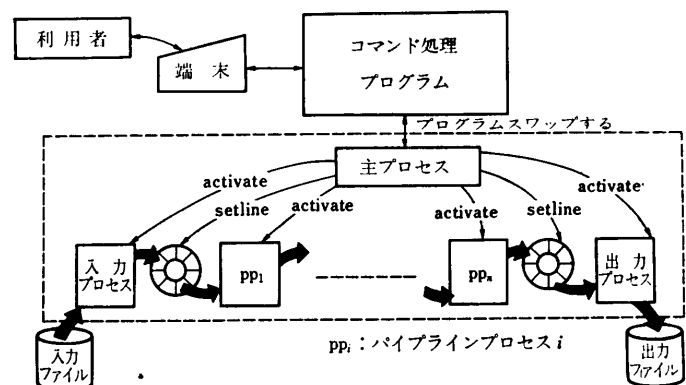 利用者
端末
コマンド処理
プログラム
プログラムスワップする
主プロセス
activate
setline
activate
activate
setline
activate
入力
プロセス
pp1
ppn
出力
プロセス
入力
ファイル
ppi：パイプラインプロセス i
出力
ファイル